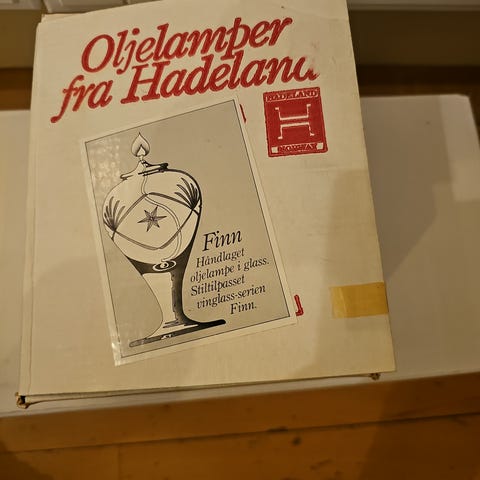 Oljelamper
fra Hadeland
HADELAND
NORWAY
Finn
Håndlaget
oljelampe i glass.
Stiltilpasset
vinglass-serien
Finn.